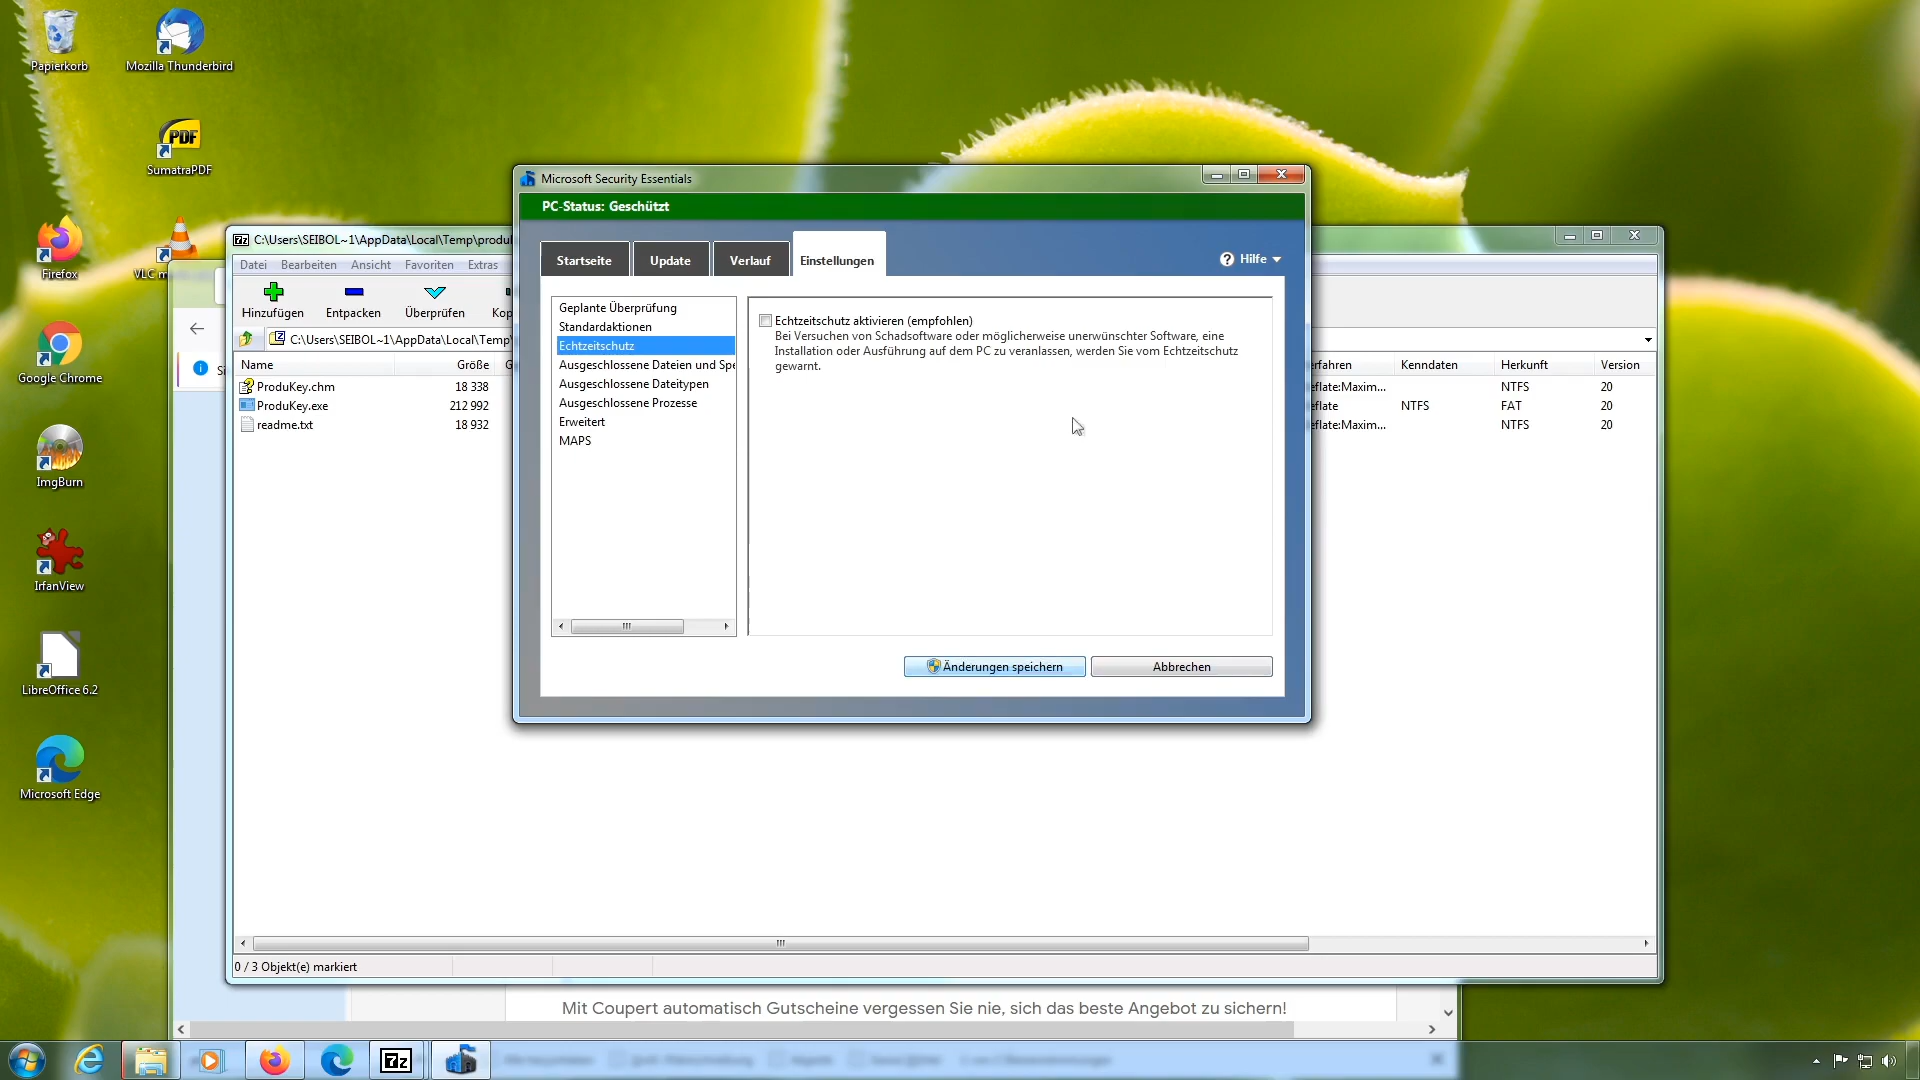 Papierkorb
Mozilla Thunderbird
SumatraPDF
Firefox
VLC m
Google Chrome
ImgBurn
IrfanView
LibreOffice 6.2
Microsoft Edge
Microsoft Security Essentials
PC-Status: Geschützt
Startseite
Update
Verlauf
Einstellungen
Hilfe
Geplante Überprüfung
Standardaktionen
Echtzeitschutz
Ausgeschlossene Dateien und Spe
Ausgeschlossene Dateitypen
Ausgeschlossene Prozesse
Erweitert
MAPS
Echtzeitschutz aktivieren (empfohlen)
Bei Versuchen von Schadsoftware oder möglicherweise unerwünschter Software, eine
Installation oder Ausführung auf dem PC zu veranlassen, werden Sie vom Echtzeitschutz
gewarnt.
Änderungen speichern
Abbrechen
7z C:\Users\SEIBOL~1\AppData\Local\Temp\produ
Datei Bearbeiten Ansicht Favoriten Extras
Hinzufügen Entpacken Überprüfen Kop
C:\Users\SEIBOL~1\AppData\Local\Temp
Name Größe G erfahren Kenndaten Herkunft Version
ProduKey.chm 18 338 eflate:Maxim... NTFS 20
ProduKey.exe 212 992 eflate NTFS FAT 20
readme.txt 18 932 eflate:Maxim... NTFS 20
0 / 3 Objekt(e) markiert
Si
Mit Coupert automatisch Gutscheine vergessen Sie nie, sich das beste Angebot zu sichern!
7z